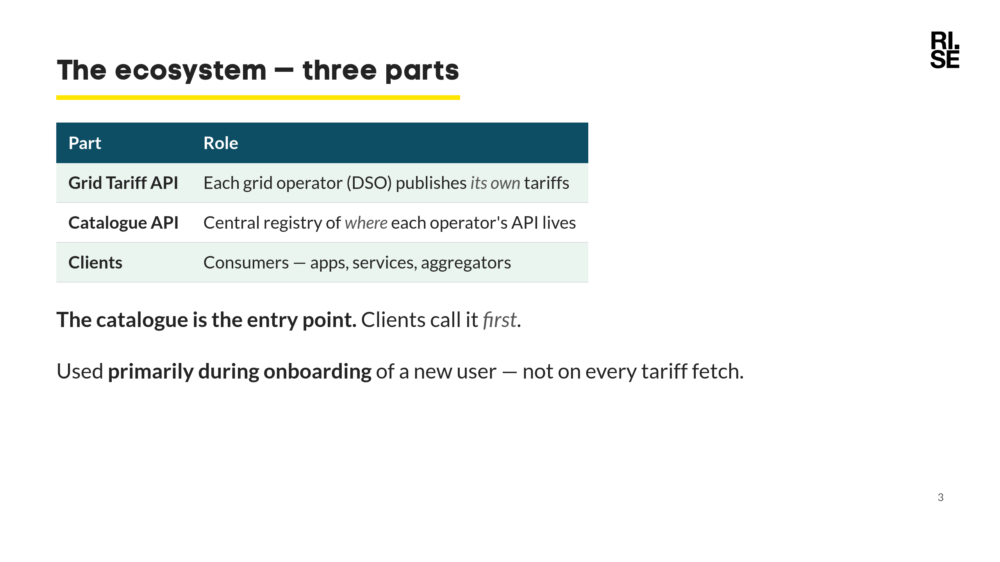 RI.
SE
The ecosystem — three parts
Part Role
Grid Tariff API Each grid operator (DSO) publishes its own tariffs
Catalogue API Central registry of where each operator's API lives
Clients Consumers — apps, services, aggregators
The catalogue is the entry point. Clients call it first.
Used primarily during onboarding of a new user — not on every tariff fetch.
3